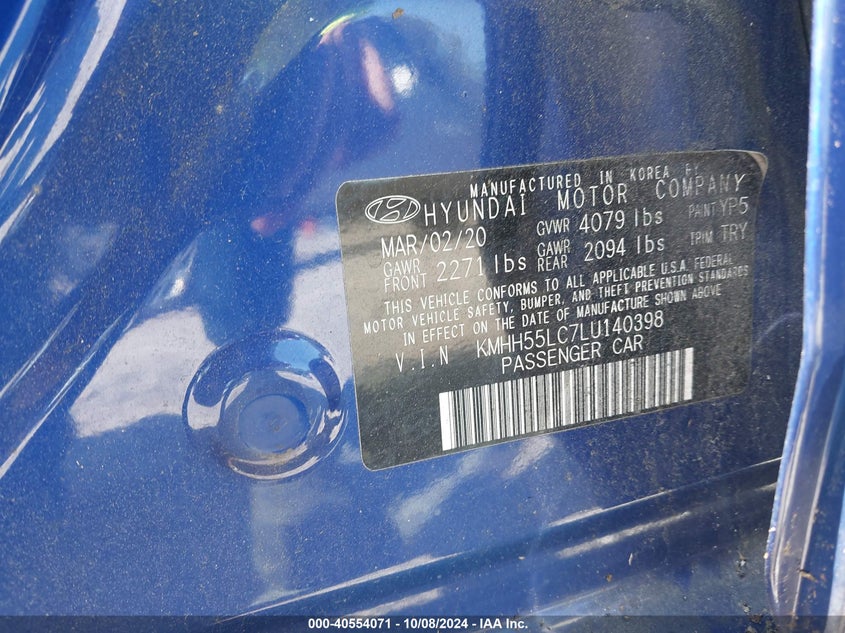 MANUFACTURED IN KOREA BY
HYUNDAI MOTOR COMPANY
MAR/02/20 GVWR 4079 lbs PAINT YP5
GAWR FRONT 2271 lbs GAWR REAR 2094 lbs TRIM TRY
THIS VEHICLE CONFORMS TO ALL APPLICABLE U.S.A. FEDERAL
MOTOR VEHICLE SAFETY, BUMPER, AND THEFT PREVENTION STANDARDS
IN EFFECT ON THE DATE OF MANUFACTURE SHOWN ABOVE
V.I.N KMHH55LC7LU140398
PASSENGER CAR
000-40554071 - 10/08/2024 - IAA Inc.